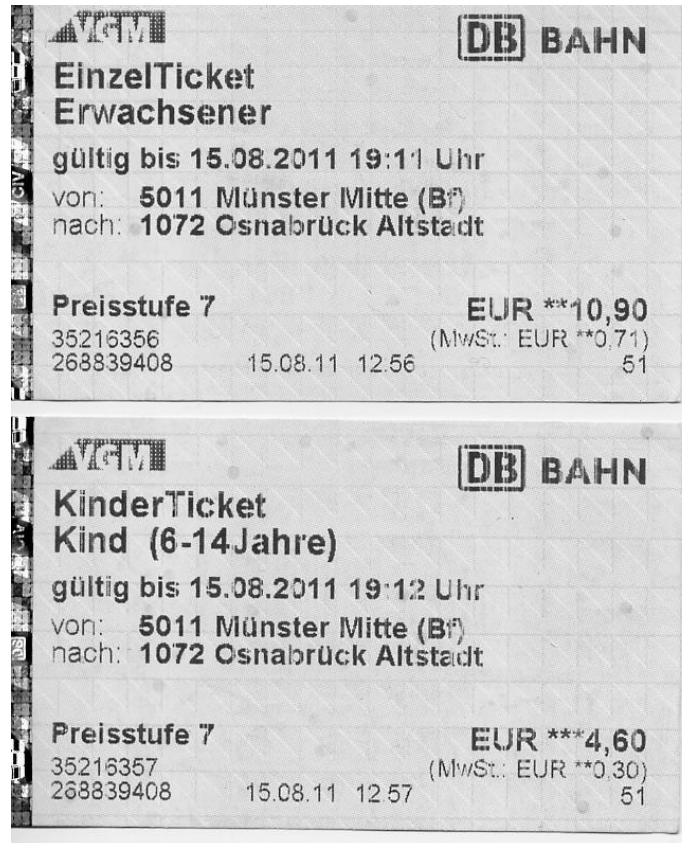 VGM DB BAHN
EinzelTicket
Erwachsener
gültig bis 15.08.2011 19:11 Uhr
von: 5011 Münster Mitte (Bf)
nach: 1072 Osnabrück Altstadt
Preisstufe 7 EUR **10,90
35216356 (MwSt.: EUR **0,71)
268839408 15.08.11 12:56 51
VGM DB BAHN
KinderTicket
Kind (6-14Jahre)
gültig bis 15.08.2011 19:12 Uhr
von: 5011 Münster Mitte (Bf)
nach: 1072 Osnabrück Altstadt
Preisstufe 7 EUR ***4,60
35216357 (MwSt.: EUR **0,30)
268839408 15.08.11 12:57 51